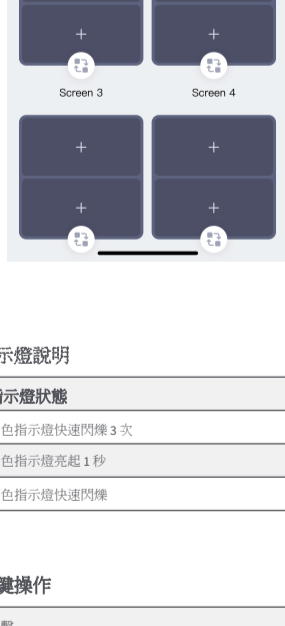 Screen 3
Screen 4
示燈說明
示燈狀態
色指示燈快速閃爍 3 次
色指示燈亮起 1 秒
色指示燈快速閃爍
鍵操作